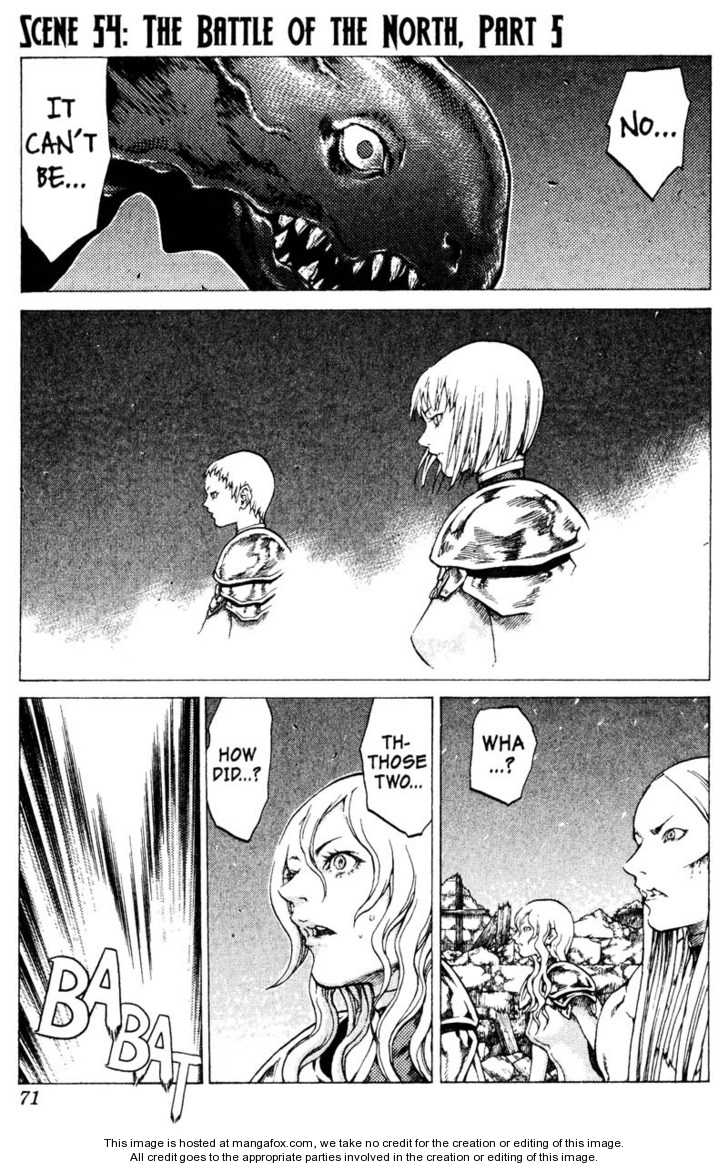 SCENE 54: THE BATTLE OF THE NORTH, PART 5
NO...
IT
CAN'T
BE...
WHA
...?
TH-
THOSE
TWO...
HOW
DID...?
BA
BAT
71
This image is hosted at mangafox.com, we take no credit for the creation or editing of this image.
All credit goes to the appropriate parties involved in the creation or editing of this image.